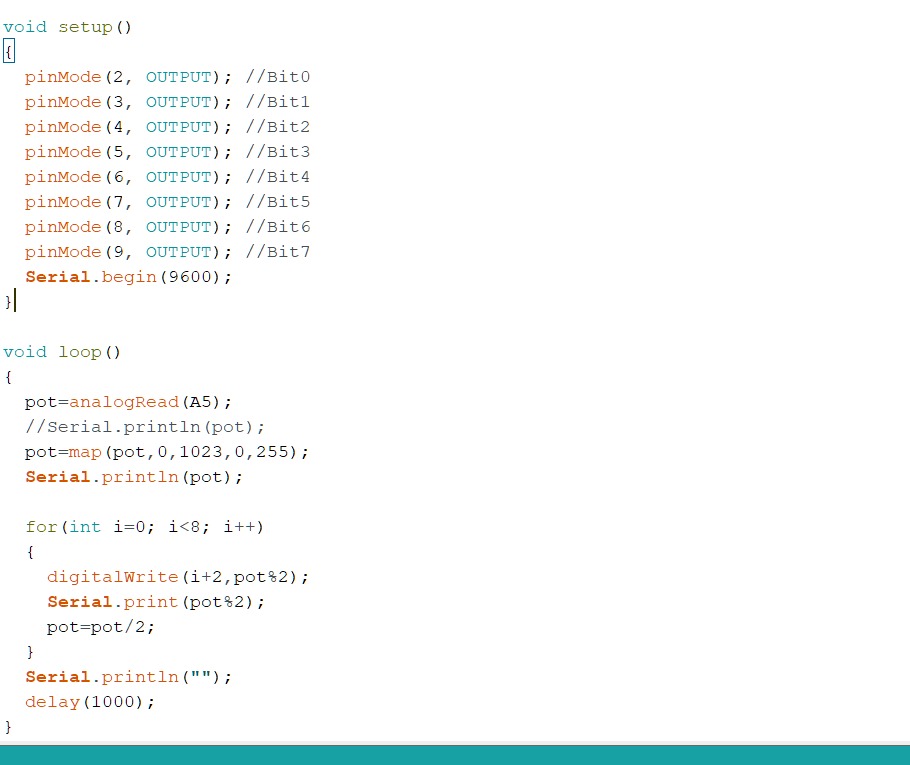 void setup()
{
  pinMode(2, OUTPUT); //Bit0
  pinMode(3, OUTPUT); //Bit1
  pinMode(4, OUTPUT); //Bit2
  pinMode(5, OUTPUT); //Bit3
  pinMode(6, OUTPUT); //Bit4
  pinMode(7, OUTPUT); //Bit5
  pinMode(8, OUTPUT); //Bit6
  pinMode(9, OUTPUT); //Bit7
  Serial.begin(9600);
}
void loop()
{
  pot=analogRead(A5);
  //Serial.println(pot);
  pot=map(pot,0,1023,0,255);
  Serial.println(pot);
  for(int i=0; i<8; i++)
  {
    digitalWrite(i+2,pot%2);
    Serial.print(pot%2);
    pot=pot/2;
  }
  Serial.println("");
  delay(1000);
}